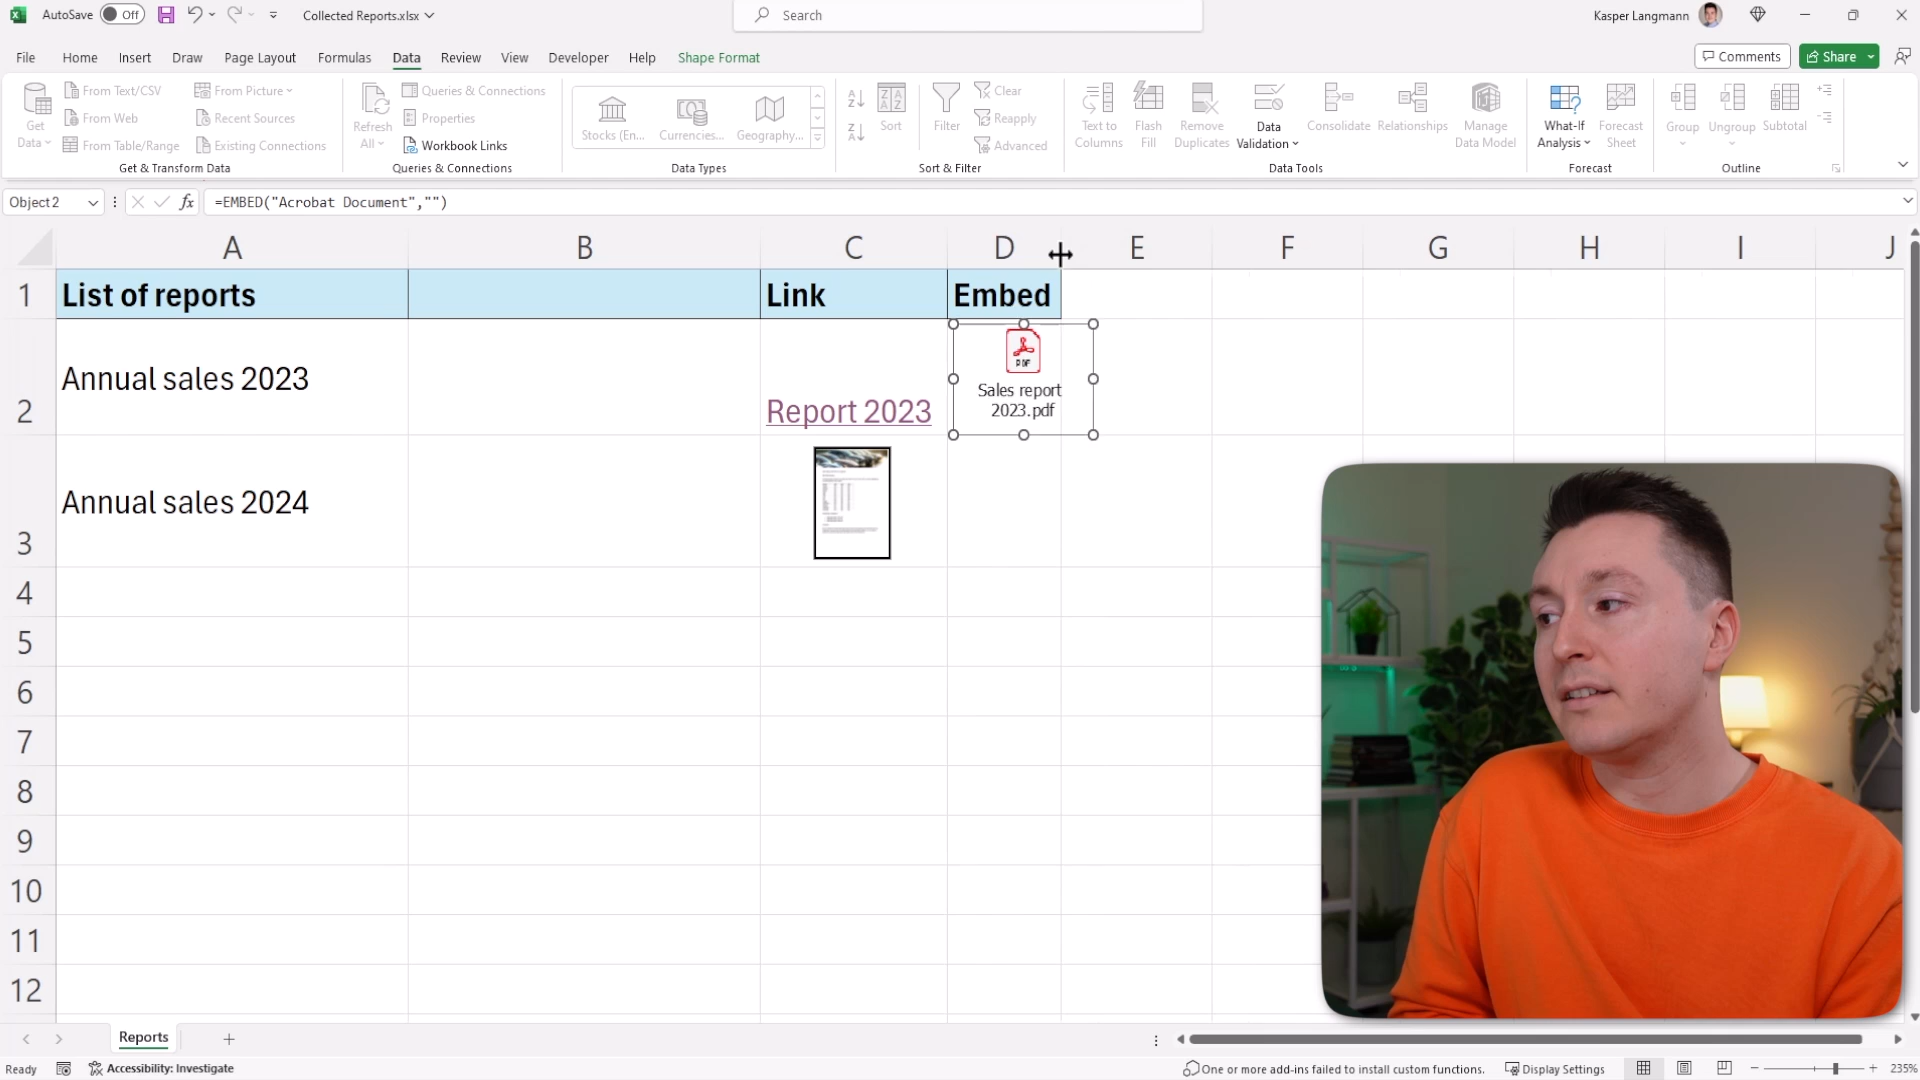 AutoSave Off Collected Reports.xlsx Search Kasper Langmann
File Home Insert Draw Page Layout Formulas Data Review View Developer Help Shape Format Comments Share
Get Data
From Text/CSV
From Web
From Table/Range
From Picture
Recent Sources
Existing Connections
Get & Transform Data
Refresh All
Queries & Connections
Properties
Workbook Links
Queries & Connections
Stocks (En...
Currencies...
Geography...
Data Types
Sort
Filter
Clear
Reapply
Advanced
Sort & Filter
Text to Columns
Flash Fill
Remove Duplicates
Data Validation
Consolidate
Relationships
Manage Data Model
Data Tools
What-If Analysis
Forecast Sheet
Forecast
Group
Ungroup
Subtotal
Outline
Object 2 fx =EMBED("Acrobat Document","")
A B C D E F G H I J
1 List of reports Link Embed
PDF
Annual sales 2023 Sales report
2 Report 2023 2023.pdf
Annual sales 2024
3
4
5
6
7
8
9
10
11
12
Reports
Ready Accessibility: Investigate One or more add-ins failed to install custom functions. Display Settings 235%